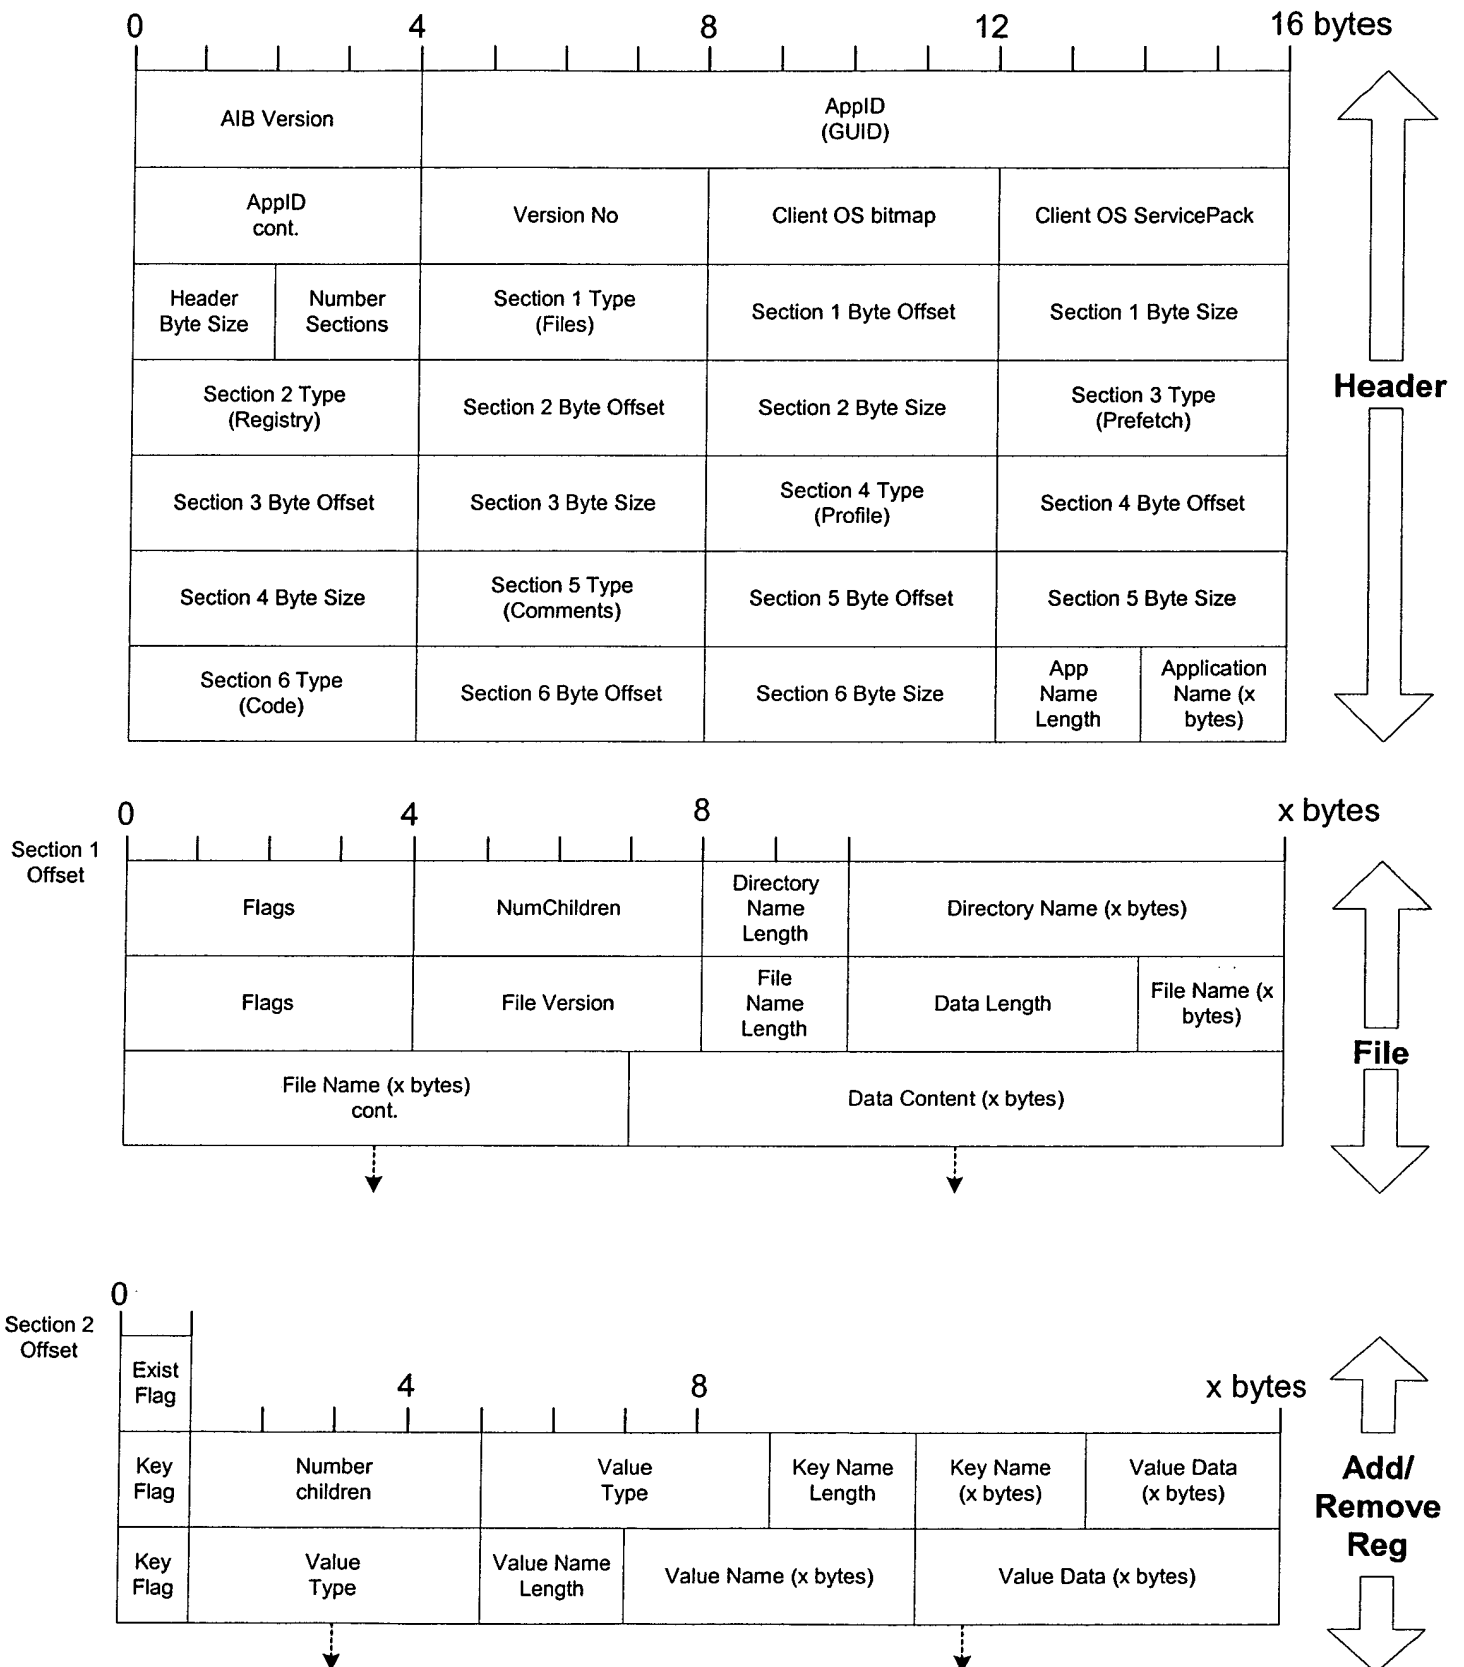 0 4 8 12 16 bytes
AIB Version
AppID
(GUID)
AppID
cont.
Version No
Client OS bitmap
Client OS ServicePack
Header
Byte Size
Number
Sections
Section 1 Type
(Files)
Section 1 Byte Offset
Section 1 Byte Size
Section 2 Type
(Registry)
Section 2 Byte Offset
Section 2 Byte Size
Section 3 Type
(Prefetch)
Header
Section 3 Byte Offset
Section 3 Byte Size
Section 4 Type
(Profile)
Section 4 Byte Offset
Section 4 Byte Size
Section 5 Type
(Comments)
Section 5 Byte Offset
Section 5 Byte Size
Section 6 Type
(Code)
Section 6 Byte Offset
Section 6 Byte Size
App
Name
Length
Application
Name (x
bytes)
0 4 8 x bytes
Section 1
Offset
Flags
NumChildren
Directory
Name
Length
Directory Name (x bytes)
Flags
File Version
File
Name
Length
Data Length
File Name (x
bytes)
File
File Name (x bytes)
cont.
Data Content (x bytes)
0
Section 2
Offset
Exist
Flag
4 8 x bytes
Key
Flag
Number
children
Value
Type
Key Name
Length
Key Name
(x bytes)
Value Data
(x bytes)
Add/
Remove
Reg
Key
Flag
Value
Type
Value Name
Length
Value Name (x bytes)
Value Data (x bytes)